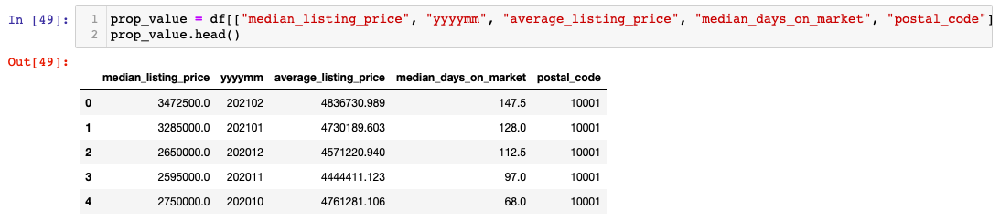 In [49]: 1 prop_value = df[["median_listing_price", "yyyymm", "average_listing_price", "median_days_on_market", "postal_code"]
2 prop_value.head()
Out[49]:
median_listing_price yyyymm average_listing_price median_days_on_market postal_code
0 3472500.0 202102 4836730.989 147.5 10001
1 3285000.0 202101 4730189.603 128.0 10001
2 2650000.0 202012 4571220.940 112.5 10001
3 2595000.0 202011 4444411.123 97.0 10001
4 2750000.0 202010 4761281.106 68.0 10001